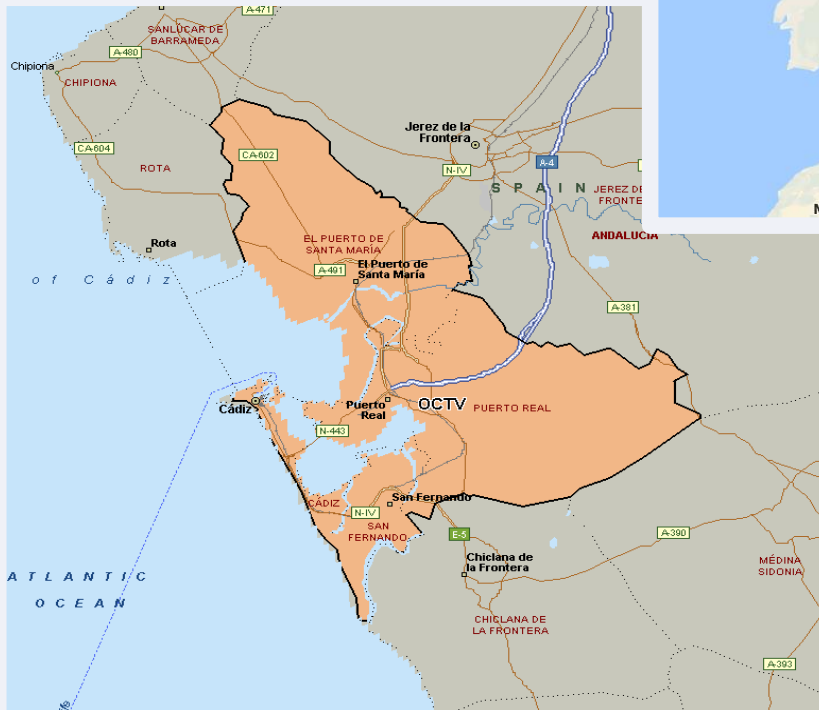 A-471
SANLÚCAR DE
BARRAMEDA
A-480
Chipiona
CHIPIONA
Jerez de la
Frontera
CA-604
CA-602
A-4
ROTA
N-IV
SPAIN
JEREZ DE
FRONTE
M
ANDALUCÍA
Rota
EL PUERTO DE
SANTA MARÍA
El Puerto de
Santa María
A-491
of Cádiz
A-381
Cádiz
Puerto
Real
OCTV
PUERTO REAL
N-443
CÁDIZ
San Fernando
N-IV
SAN
FERNANDO
E-5
A-390
Chiclana de
la Frontera
MÉDINA
SIDONIA
ATLANTIC
OCEAN
CHICLANA DE
LA FRONTERA
A-393